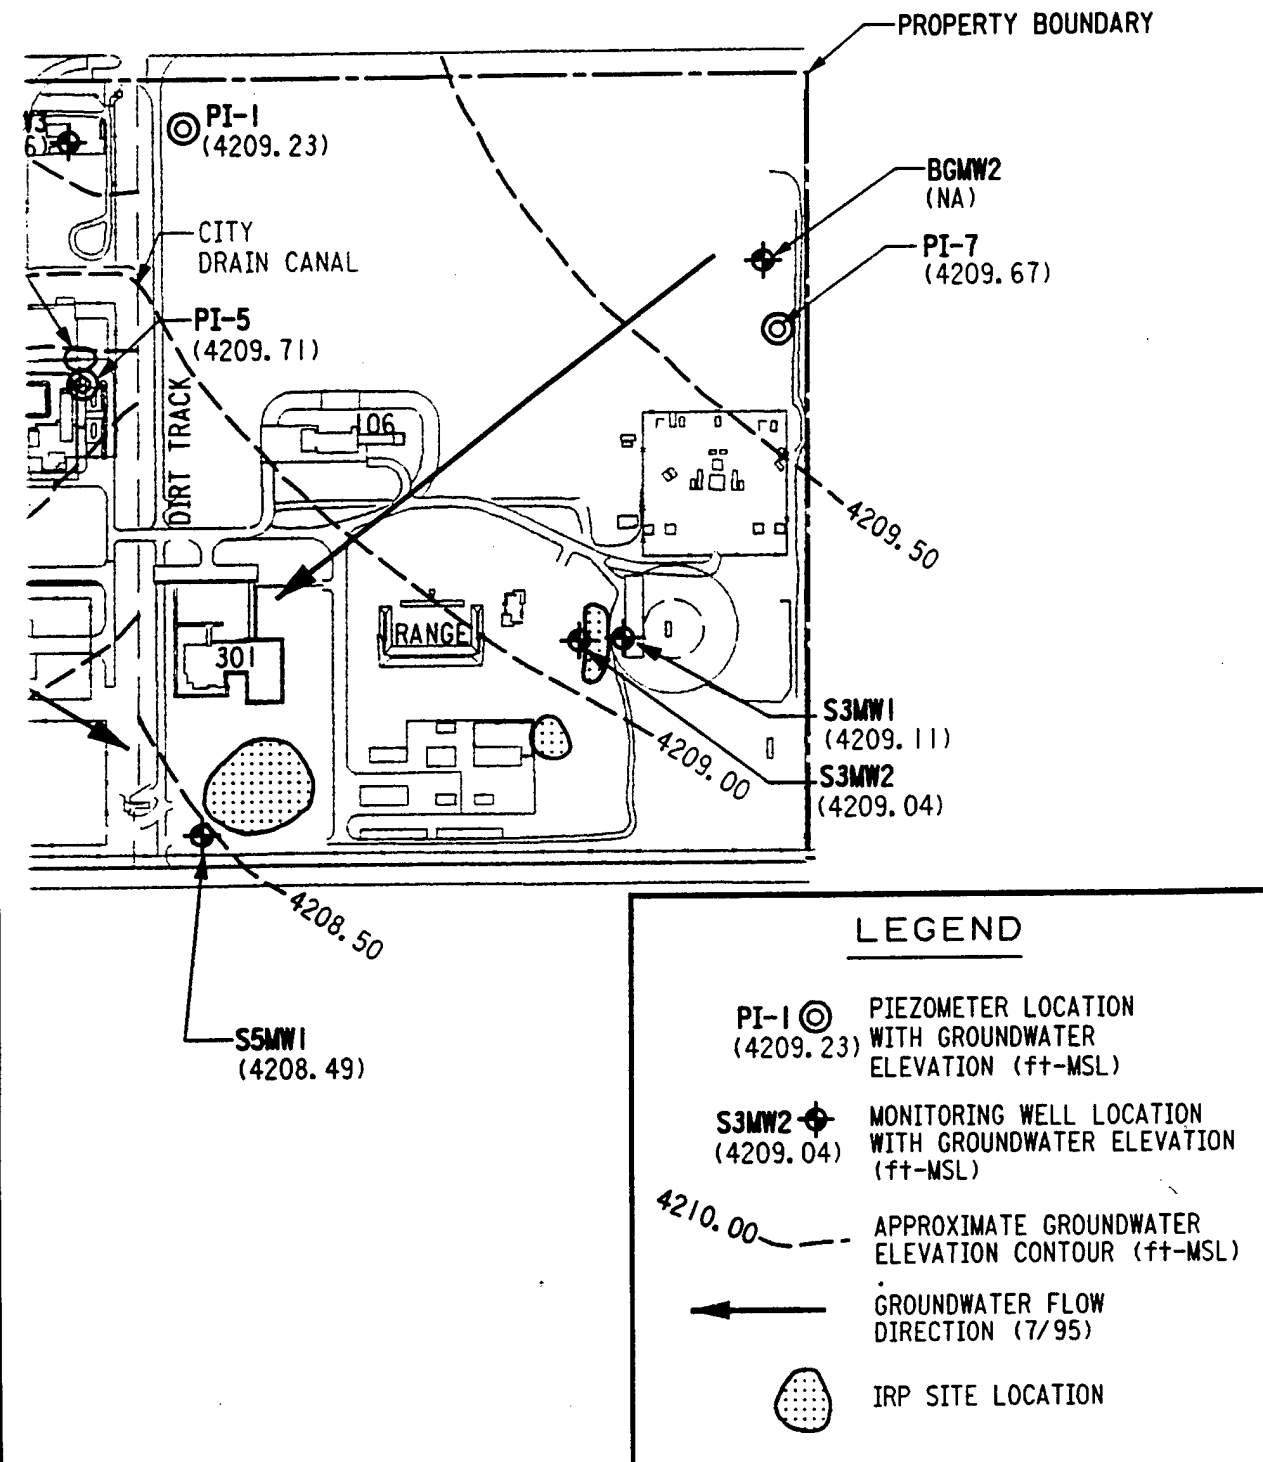 PROPERTY BOUNDARY
PI-1
(4209.23)
BGMW2
(NA)
PI-7
(4209.67)
CITY
DRAIN CANAL
PI-5
(4209.71)
DIRT TRACK
106
4209.50
RANGE
301
S3MW1
(4209.11)
4209.00
S3MW2
(4209.04)
4208.50
S5MW1
(4208.49)
LEGEND
PI-1
(4209.23)
PIEZOMETER LOCATION
WITH GROUNDWATER
ELEVATION (ft-MSL)
S3MW2
(4209.04)
MONITORING WELL LOCATION
WITH GROUNDWATER ELEVATION
(ft-MSL)
4210.00
APPROXIMATE GROUNDWATER
ELEVATION CONTOUR (ft-MSL)
GROUNDWATER FLOW
DIRECTION (7/95)
IRP SITE LOCATION